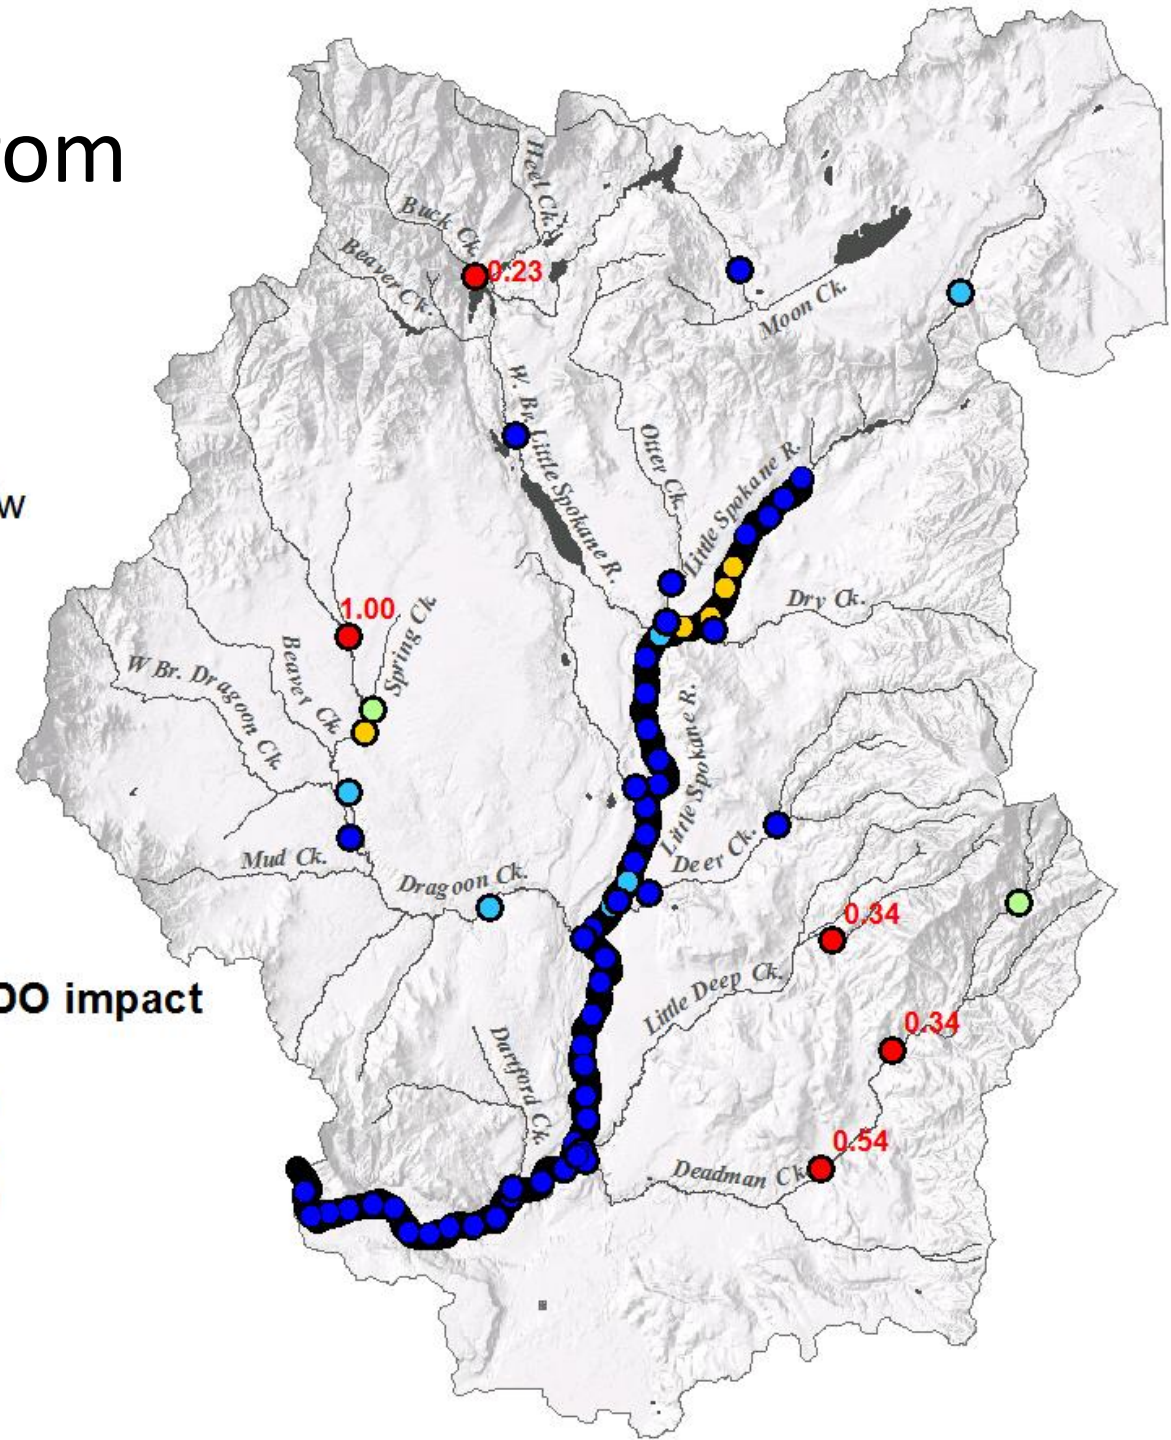 rom
Heel Ck.
Buck Ck.
Beaver Ck.
0.23
Moon Ck.
W. Br. Little Spokane R.
Otter Ck.
Little Spokane R.
w
Dry Ck.
1.00
Spring Ck.
Beaver Ck.
W Br. Dragoon Ck.
Little Spokane R.
Deer Ck.
Mud Ck.
Dragoon Ck.
0.34
Little Deep Ck.
DO impact
0.34
Dartford Ck.
0.54
Deadman Ck.